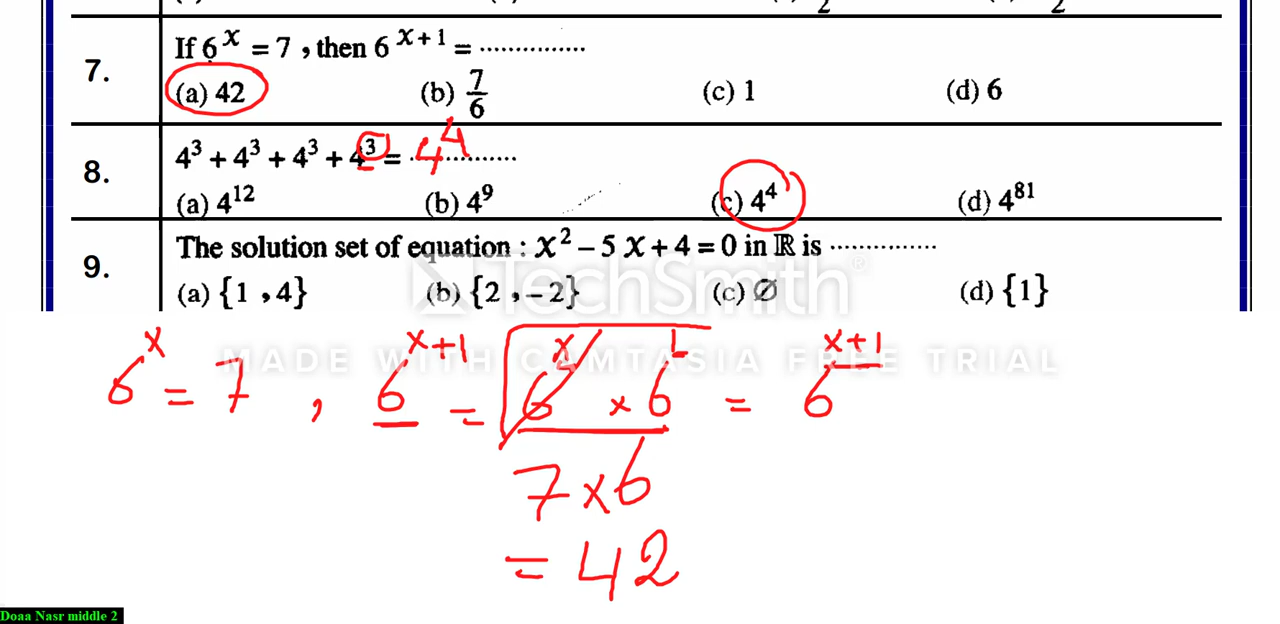 7. If 6^x = 7 , then 6^(x+1) = ...............
(a) 42 (b) 7/6 (c) 1 (d) 6
8. 4³ + 4³ + 4³ + 4³ = 4⁴ ...............
(a) 4¹² (b) 4⁹ (c) 4⁴ (d) 4⁸¹
9. The solution set of equation : x² – 5 x + 4 = 0 in ℝ is ...............
(a) {1 , 4} (b) {2 , – 2} (c) Ø (d) {1}
TechSmith®
MADE WITH CAMTASIA FREE TRIAL
6^x = 7 , 6^(x+1) = 6^x × 6^1 = 6^(x+1)
7 × 6
= 42
Doaa Nasr middle 2